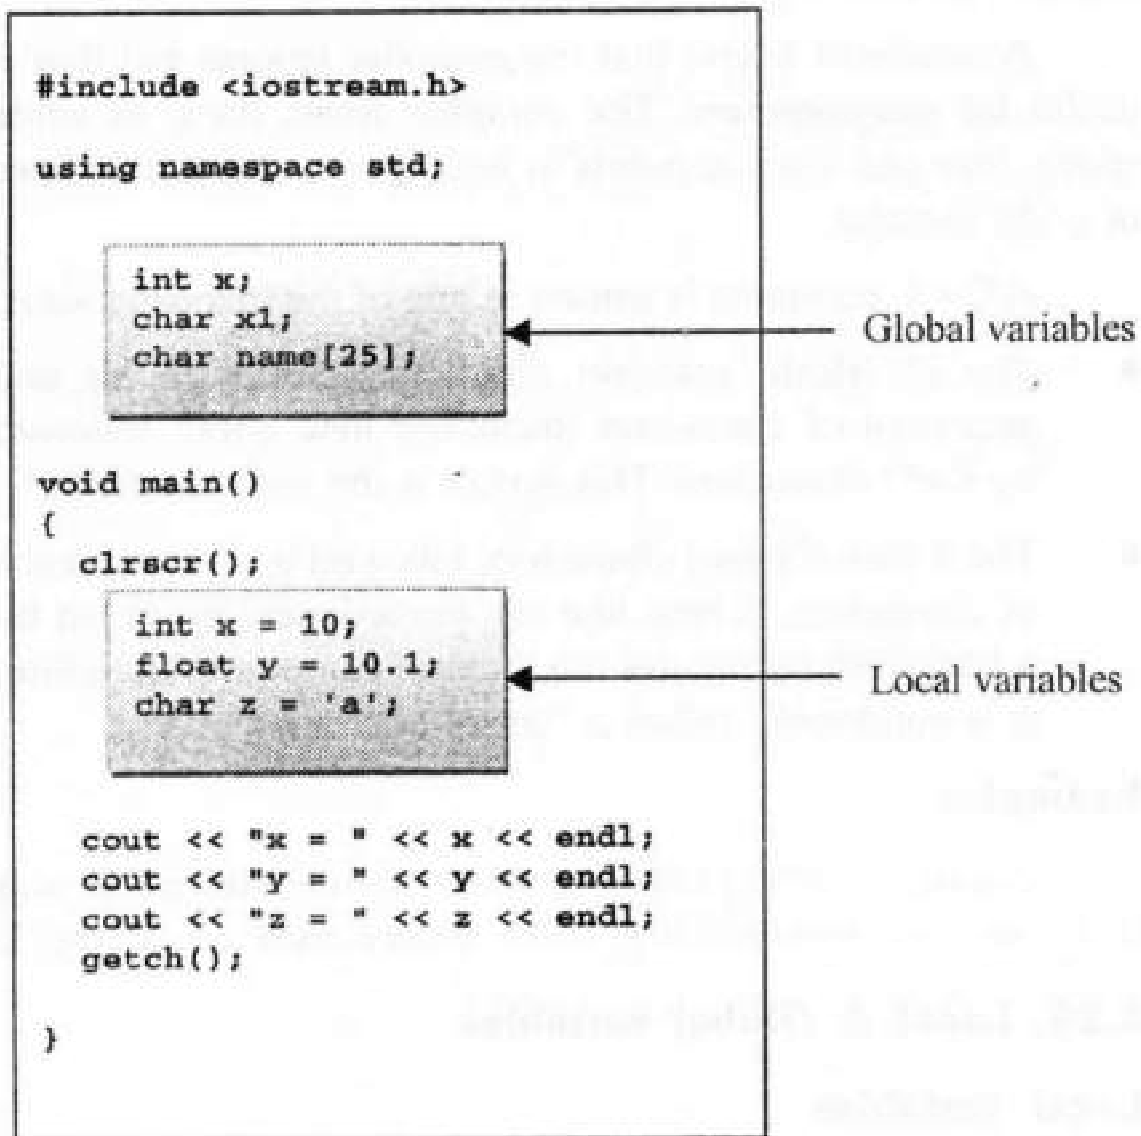 #include <iostream.h>
using namespace std;
int x;
char x1;
char name[25];
Global variables
void main()
{
clrscr();
int x = 10;
float y = 10.1;
char z = 'a';
Local variables
cout << "x = " << x << endl;
cout << "y = " << y << endl;
cout << "z = " << z << endl;
getch();
}